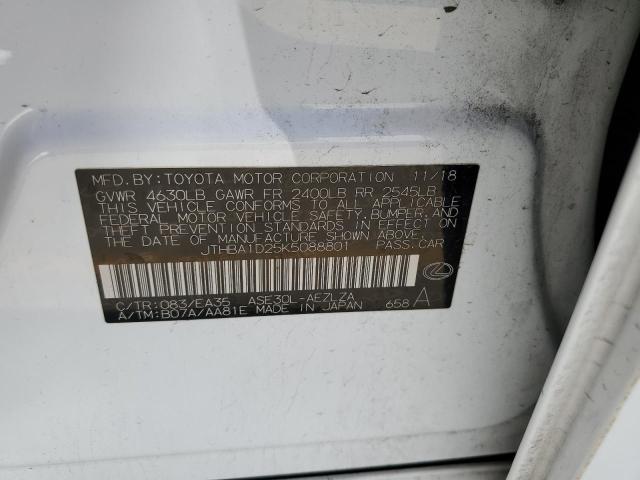 MFD. BY: TOYOTA MOTOR CORPORATION 11/18
GVWR 4630LB GAWR FR 2400LB RR 2545LB
THIS VEHICLE CONFORMS TO ALL APPLICABLE
FEDERAL MOTOR VEHICLE SAFETY, BUMPER, AND
THEFT PREVENTION STANDARDS IN EFFECT ON
THE DATE OF MANUFACTURE SHOWN ABOVE.
JTHBA1D25K5088801 PASS. CAR
C/TR: 083/EA35 ASE30L-AEZLZA
A/TM: B07A/AA81E MADE IN JAPAN 658 A